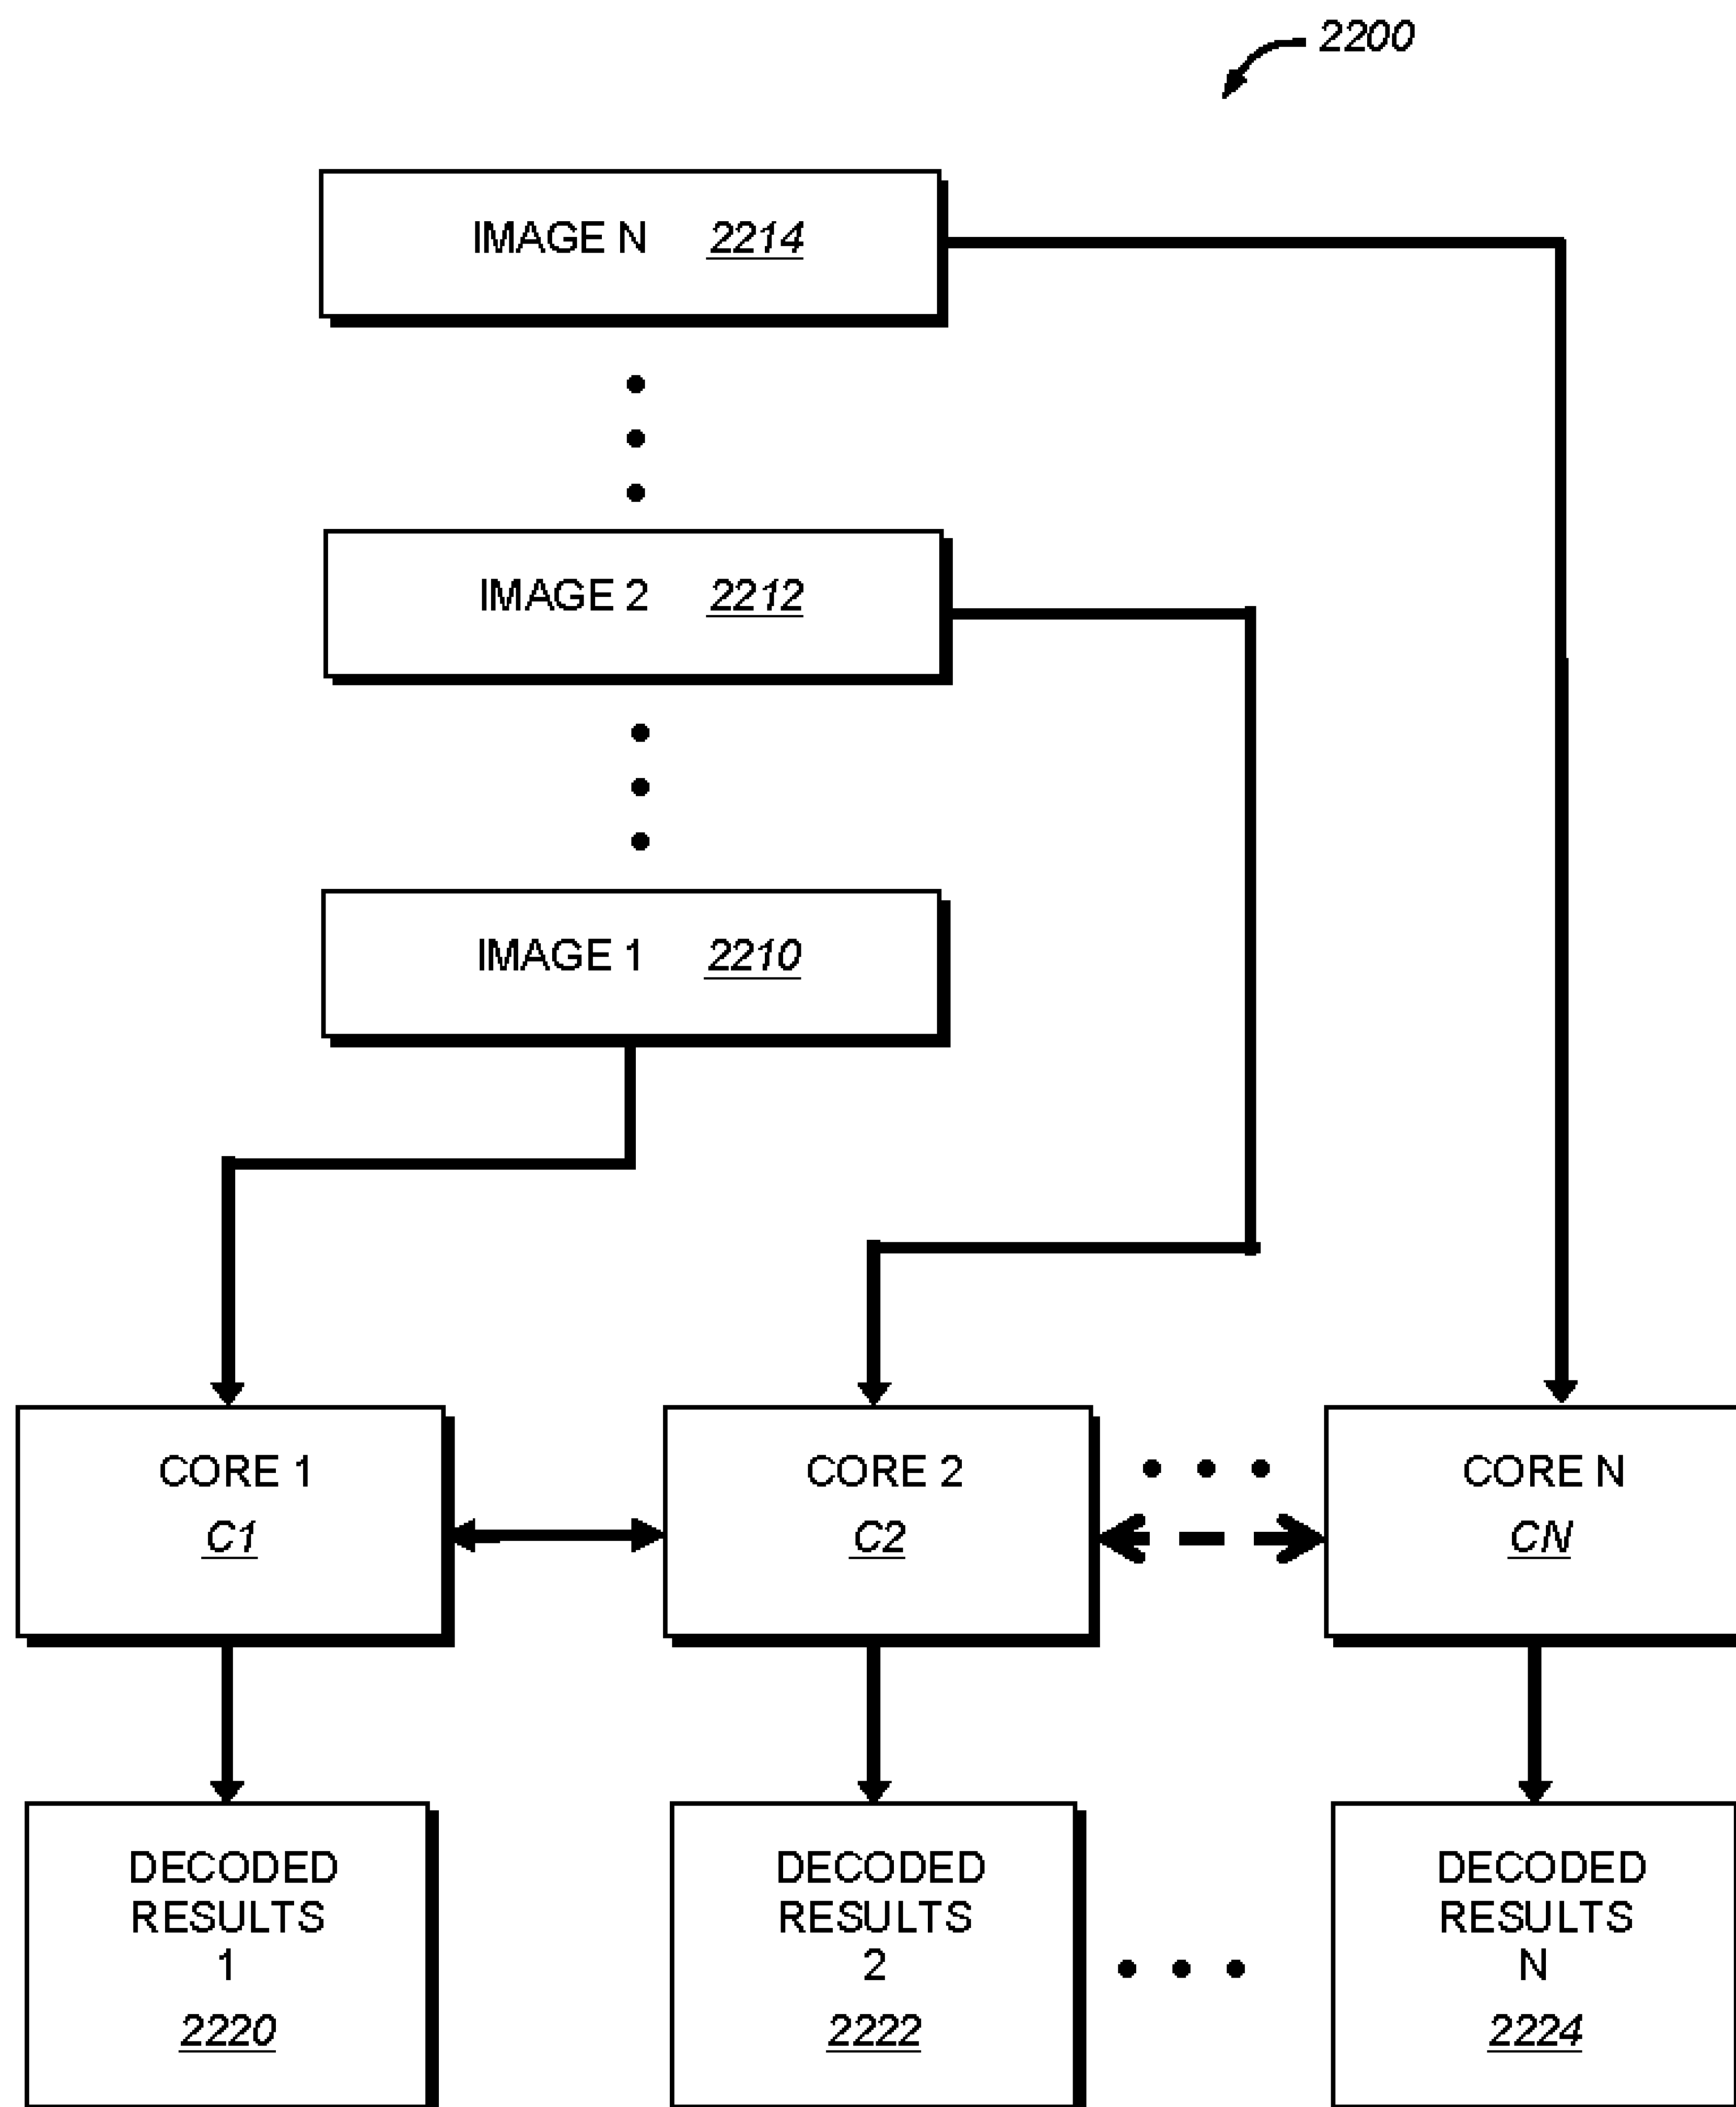 2200
IMAGE N 2214
IMAGE 2 2212
IMAGE 1 2210
CORE 1
C1
CORE 2
C2
CORE N
CN
DECODED
RESULTS
1
2220
DECODED
RESULTS
2
2222
DECODED
RESULTS
N
2224